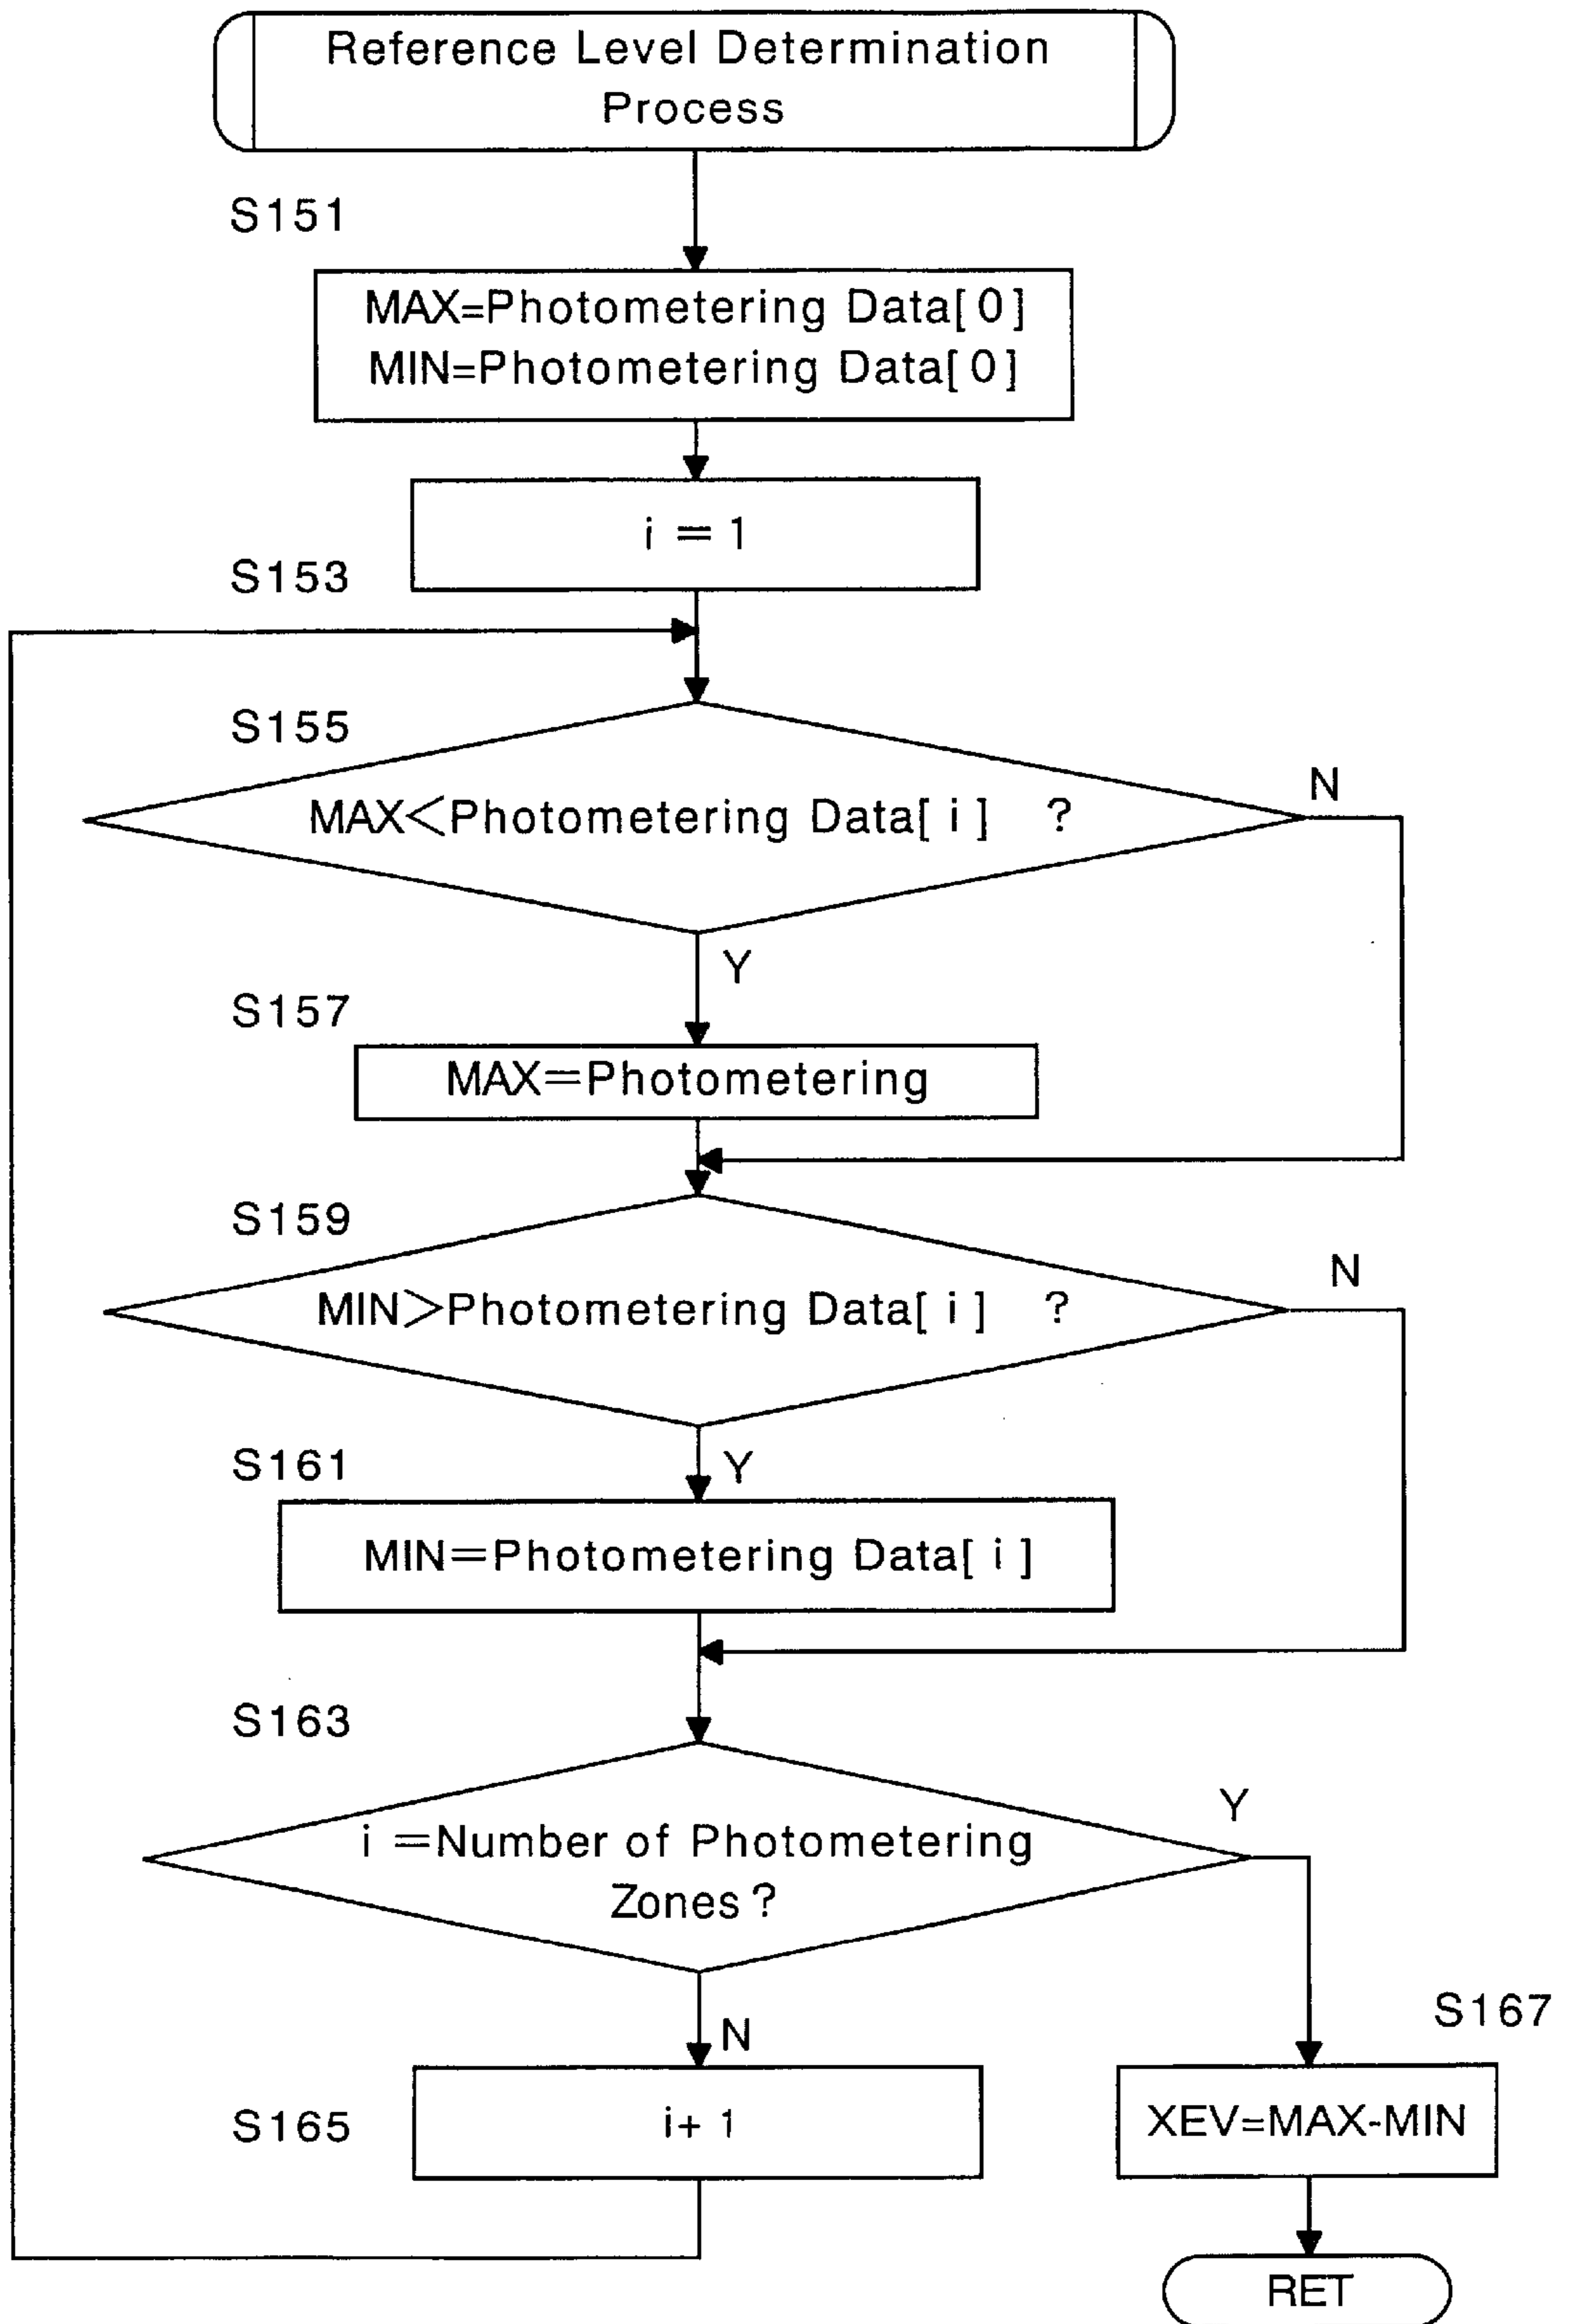 Reference Level Determination
Process
S151
MAX=Photometering Data[0]
MIN=Photometering Data[0]
i = 1
S153
S155
N
MAX<Photometering Data[i] ?
Y
S157
MAX=Photometering
S159
N
MIN>Photometering Data[i] ?
S161
Y
MIN=Photometering Data[i]
S163
Y
i =Number of Photometering
Zones?
S167
N
S165
i+ 1
XEV=MAX-MIN
RET